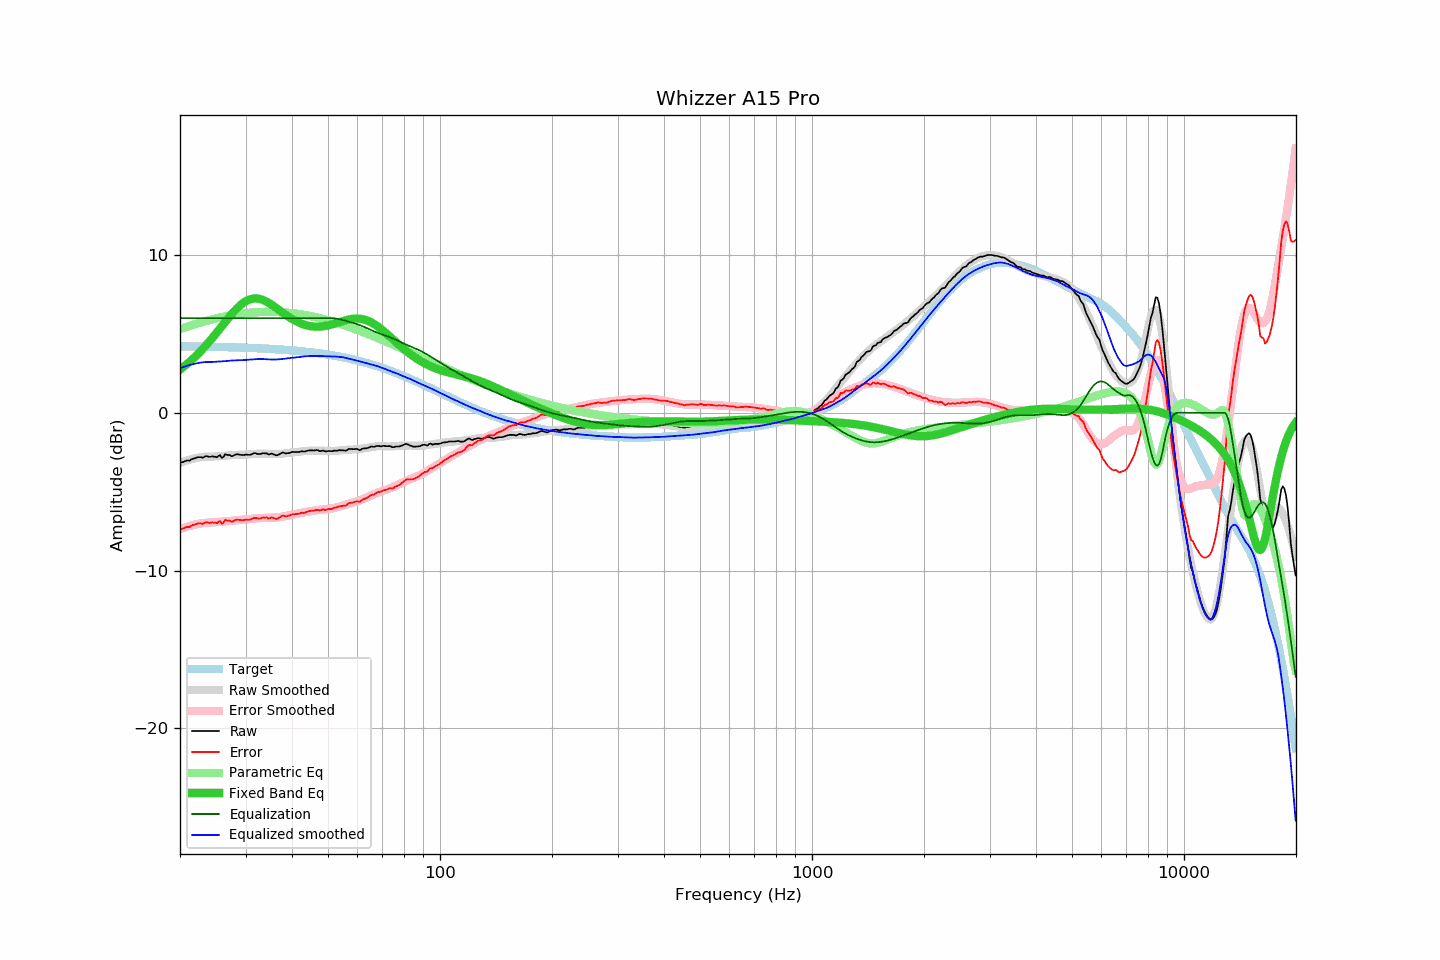 Whizzer A15 Pro
Amplitude (dBr)
10
0
−10
−20
Target
Raw Smoothed
Error Smoothed
Raw
Error
Parametric Eq
Fixed Band Eq
Equalization
Equalized smoothed
100
1000
10000
Frequency (Hz)